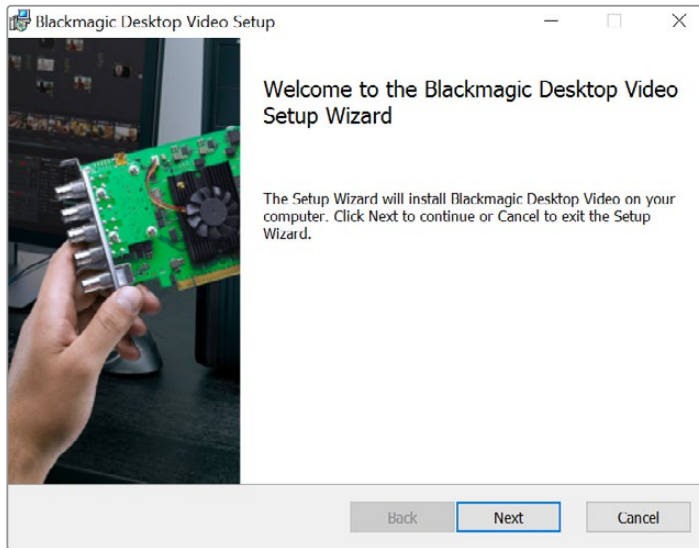 Blackmagic Desktop Video Setup
Welcome to the Blackmagic Desktop Video
Setup Wizard
The Setup Wizard will install Blackmagic Desktop Video on your
computer. Click Next to continue or Cancel to exit the Setup
Wizard.
Back
Next
Cancel